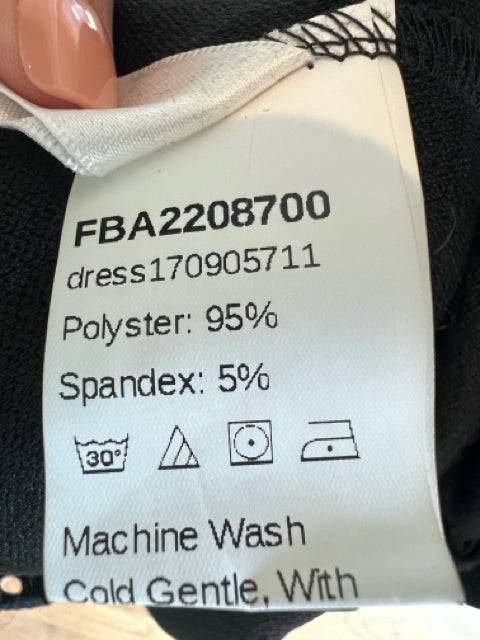 FBA2208700
dress170905711
Polyster: 95%
Spandex: 5%
30°
Machine Wash
Cold Gentle, With